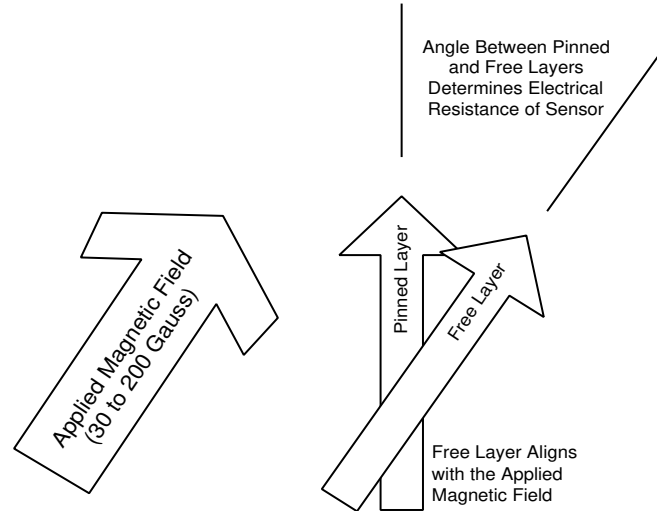 Angle Between Pinned
and Free Layers
Determines Electrical
Resistance of Sensor
Applied Magnetic Field
(30 to 200 Gauss)
Pinned Layer
Free Layer
Free Layer Aligns
with the Applied
Magnetic Field